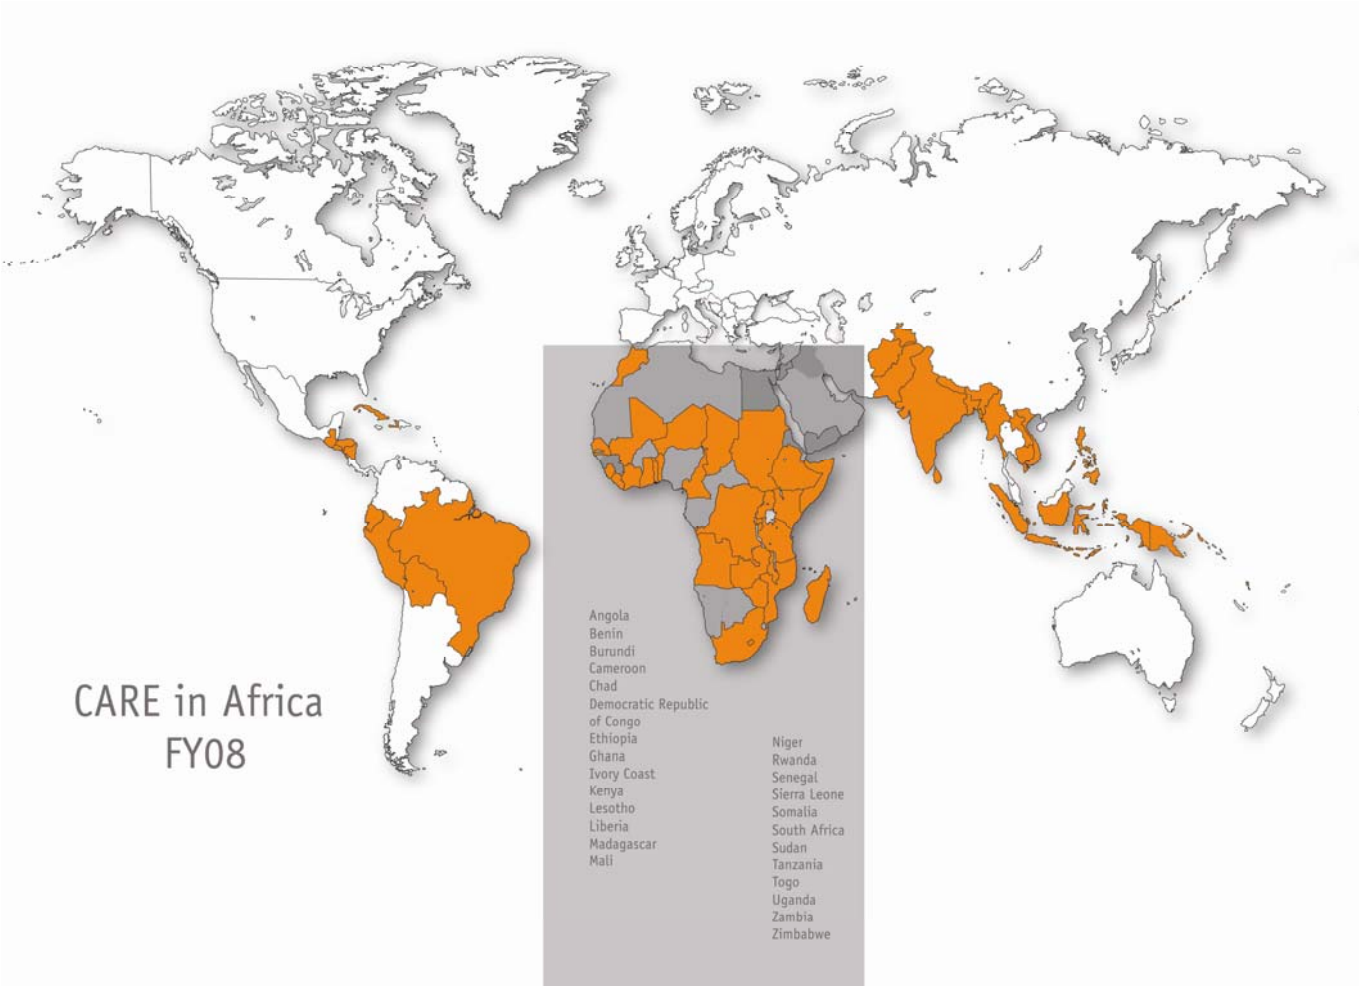 CARE in Africa
FY08
Angola
Benin
Burundi
Cameroon
Chad
Democratic Republic
of Congo
Ethiopia
Ghana
Ivory Coast
Kenya
Lesotho
Liberia
Madagascar
Mali
Niger
Rwanda
Senegal
Sierra Leone
Somalia
South Africa
Sudan
Tanzania
Togo
Uganda
Zambia
Zimbabwe